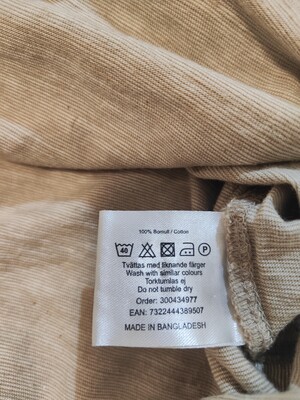 100% Bomull / Cotton
40 P
Tvättas med liknande färger
Wash with similar colours
Torktumlas ej
Do not tumble dry
Order: 300434977
EAN: 7322444389507
MADE IN BANGLADESH